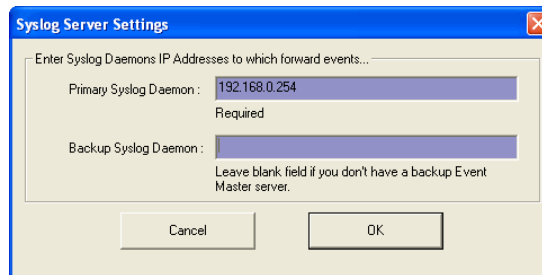 Syslog Server Settings
Enter Syslog Daemons IP Addresses to which forward events...
Primary Syslog Daemon : 192.168.0.254
Required
Backup Syslog Daemon :
Leave blank field if you don't have a backup Event
Master server.
Cancel OK